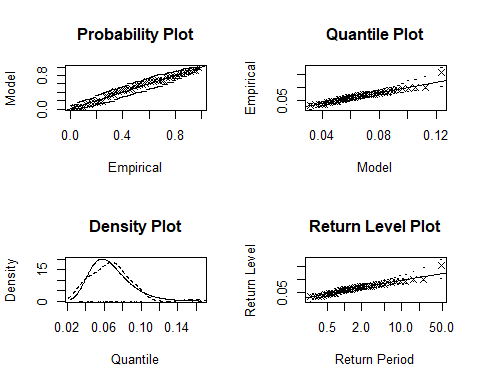 Probability Plot
Model
0.0 0.8
0.0 0.4 0.8
Empirical
Quantile Plot
Empirical
0.05
0.04 0.08 0.12
Model
Density Plot
Density
0 15
0.02 0.06 0.10 0.14
Quantile
Return Level Plot
Return Level
0.05
0.5 2.0 10.0 50.0
Return Period